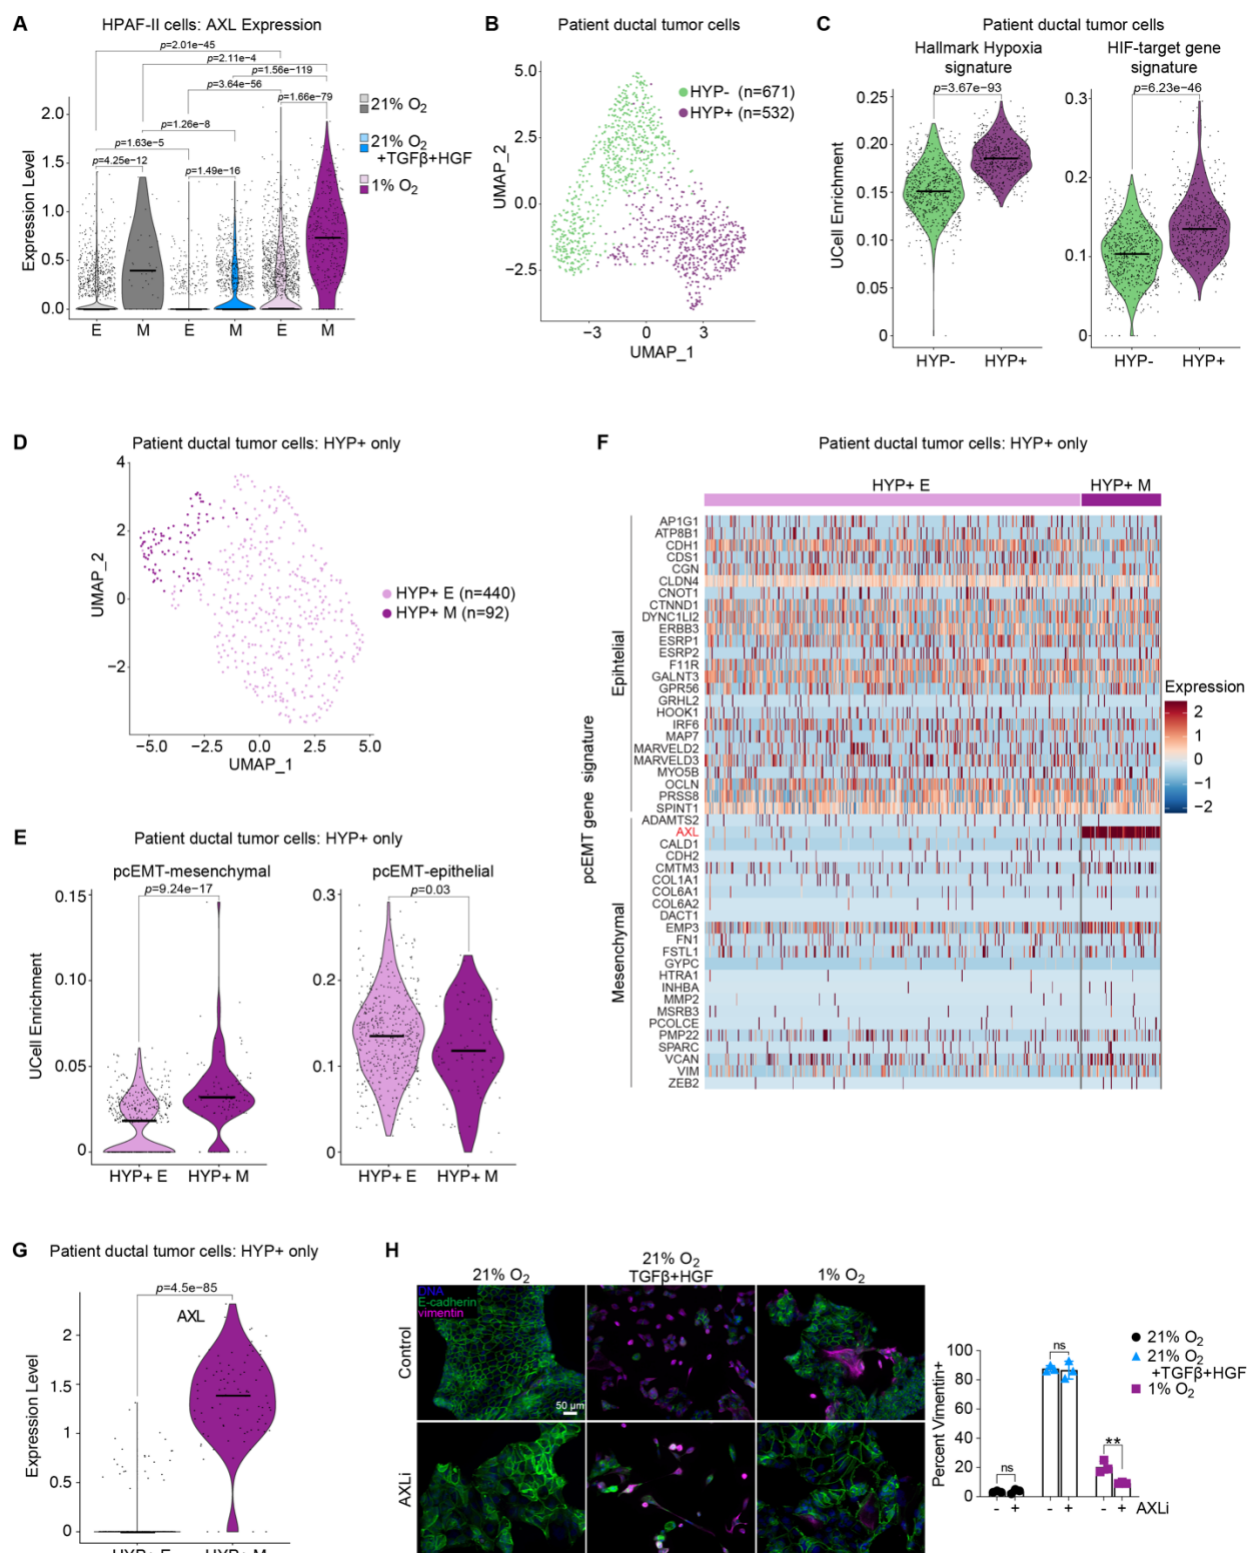 A
HPAF-II cells: AXL Expression
p=2.01e−45
p=2.11e−4
p=1.56e−119
p=3.64e−56
p=1.66e−79
p=1.26e−8
p=1.63e−5
p=4.25e−12
p=1.49e−16
Expression Level
2.0
1.5
1.0
0.5
0.0
E M E M E M
21% O2
21% O2
+TGFβ+HGF
1% O2
B
Patient ductal tumor cells
UMAP_2
5.0
2.5
0.0
−2.5
−3 0 3
UMAP_1
HYP- (n=671)
HYP+ (n=532)
C
Patient ductal tumor cells
Hallmark Hypoxia
signature
p=3.67e−93
UCell Enrichment
0.25
0.20
0.15
0.10
0.05
0
HYP- HYP+
HIF-target gene
signature
p=6.23e−46
0.3
0.2
0.1
0
HYP- HYP+
D
Patient ductal tumor cells: HYP+ only
UMAP_2
4
2
0
−2
−5.0 −2.5 0.0 2.5 5.0
UMAP_1
HYP+ E (n=440)
HYP+ M (n=92)
E
Patient ductal tumor cells: HYP+ only
pcEMT-mesenchymal
p=9.24e−17
UCell Enrichment
0.15
0.10
0.05
0
HYP+ E HYP+ M
pcEMT-epithelial
p=0.03
0.3
0.2
0.1
0
HYP+ E HYP+ M
F
Patient ductal tumor cells: HYP+ only
HYP+ E HYP+ M
pcEMT gene signature
Epihtelial
AP1G1
ATP8B1
CDH1
CDS1
CGN
CLDN4
CNOT1
CTNND1
DYNC1LI2
ERBB3
ESRP1
ESRP2
F11R
GALNT3
GPR56
GRHL2
HOOK1
IRF6
MAP7
MARVELD2
MARVELD3
MYO5B
OCLN
PRSS8
SPINT1
Mesenchymal
ADAMTS2
AXL
CALD1
CDH2
CMTM3
COL1A1
COL6A1
COL6A2
DACT1
EMP3
FN1
FSTL1
GYPC
HTRA1
INHBA
MMP2
MSRB3
PCOLCE
PMP22
SPARC
VCAN
VIM
ZEB2
Expression
2
1
0
−1
−2
G
Patient ductal tumor cells: HYP+ only
p=4.5e−85
AXL
Expression Level
2
1.5
1
0.5
0
HYP+ E HYP+ M
H
21% O2
21% O2
TGFβ+HGF
1% O2
DNA
E-cadherin
vimentin
50 μm
Control
AXLi
Percent Vimentin+
100
80
60
40
20
0
ns
ns
**
- + - + - + AXLi
21% O2
21% O2
+TGFβ+HGF
1% O2